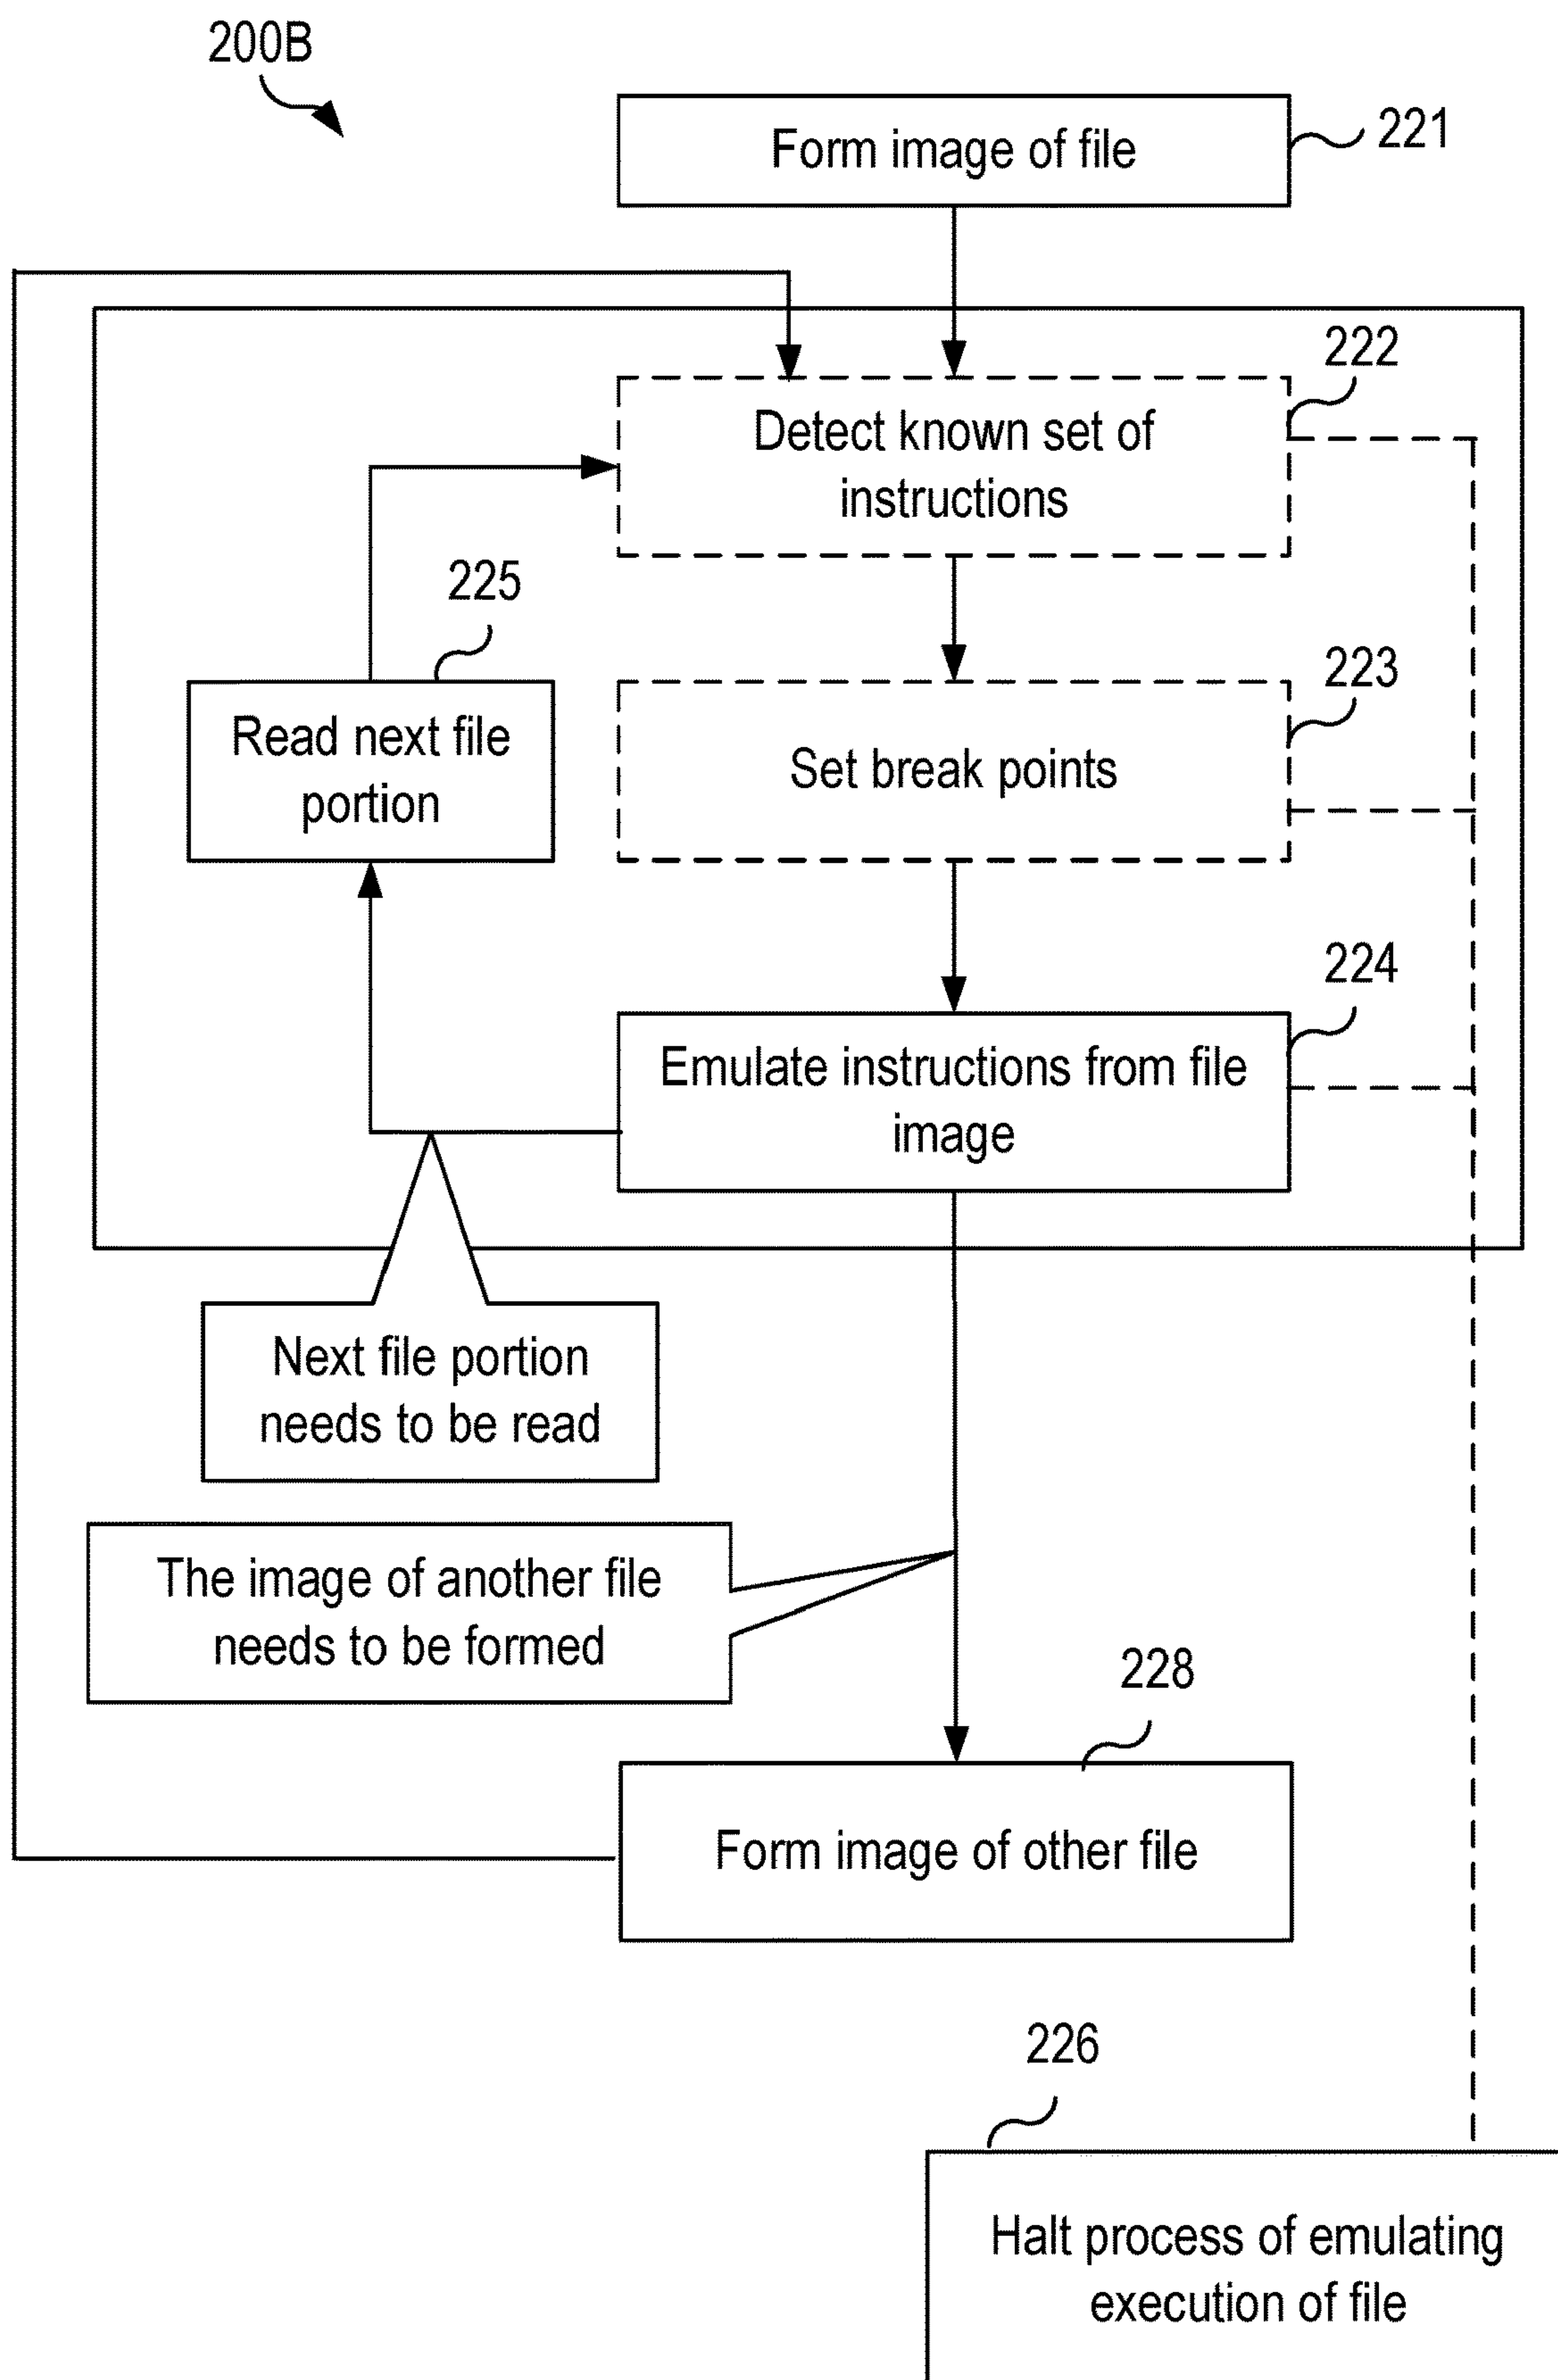 200B
Form image of file
221
222
Detect known set of
instructions
225
223
Read next file
portion
Set break points
224
Emulate instructions from file
image
Next file portion
needs to be read
The image of another file
needs to be formed
228
Form image of other file
226
Halt process of emulating
execution of file